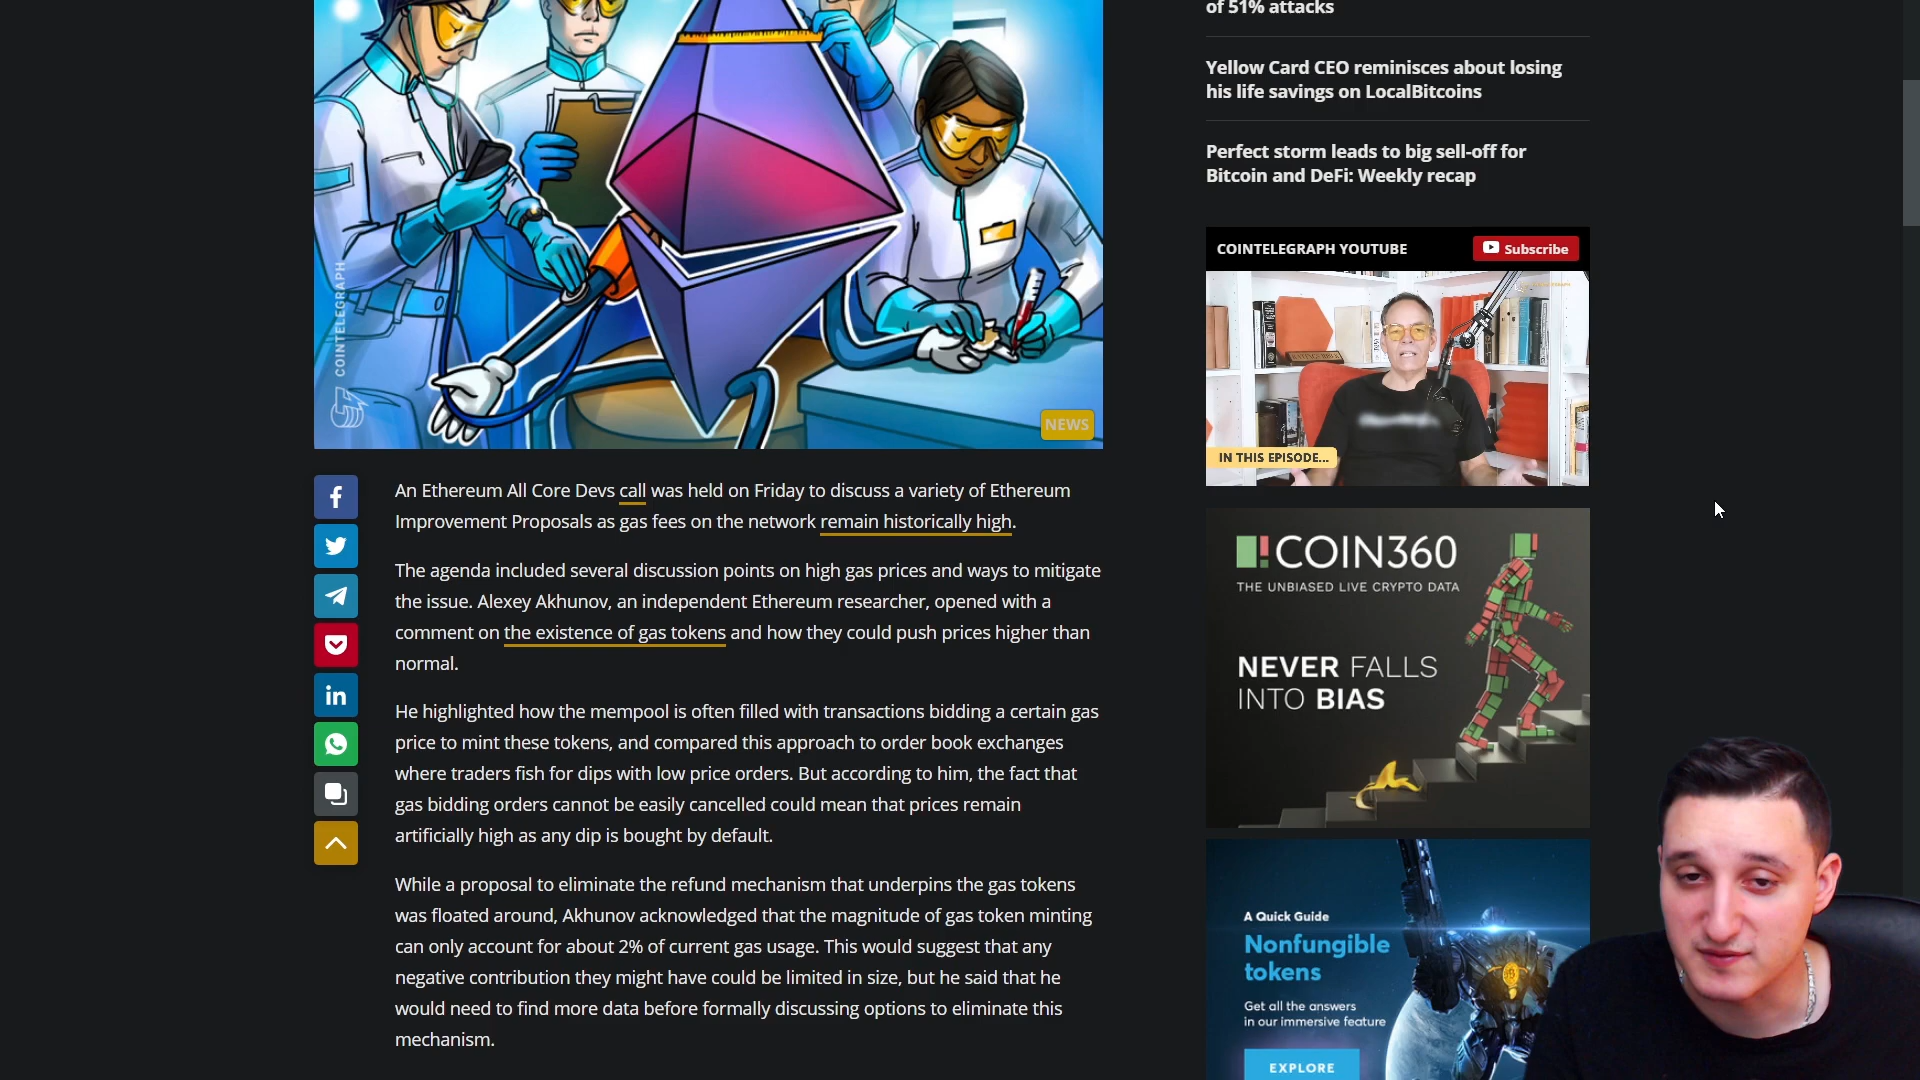 of 51% attacks
Yellow Card CEO reminisces about losing
his life savings on LocalBitcoins
Perfect storm leads to big sell-off for
Bitcoin and DeFi: Weekly recap
COINTELEGRAPH YOUTUBE
Subscribe
IN THIS EPISODE...
COINTELEGRAPH
NEWS
An Ethereum All Core Devs call was held on Friday to discuss a variety of Ethereum
Improvement Proposals as gas fees on the network remain historically high.
The agenda included several discussion points on high gas prices and ways to mitigate
the issue. Alexey Akhunov, an independent Ethereum researcher, opened with a
comment on the existence of gas tokens and how they could push prices higher than
normal.
He highlighted how the mempool is often filled with transactions bidding a certain gas
price to mint these tokens, and compared this approach to order book exchanges
where traders fish for dips with low price orders. But according to him, the fact that
gas bidding orders cannot be easily cancelled could mean that prices remain
artificially high as any dip is bought by default.
While a proposal to eliminate the refund mechanism that underpins the gas tokens
was floated around, Akhunov acknowledged that the magnitude of gas token minting
can only account for about 2% of current gas usage. This would suggest that any
negative contribution they might have could be limited in size, but he said that he
would need to find more data before formally discussing options to eliminate this
mechanism.
COIN360
THE UNBIASED LIVE CRYPTO DATA
NEVER FALLS
INTO BIAS
A Quick Guide
Nonfungible
tokens
Get all the answers
in our immersive feature
EXPLORE